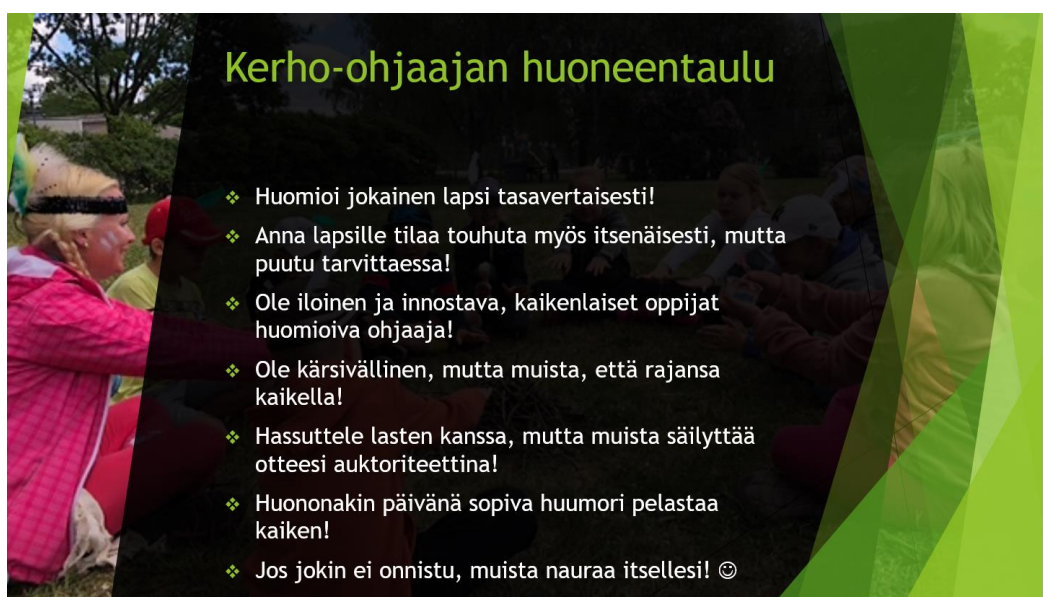 Kerho-ohjaajan huoneentaulu
❖ Huomioi jokainen lapsi tasavertaisesti!
❖ Anna lapsille tilaa touhuta myös itsenäisesti, mutta
puutu tarvittaessa!
❖ Ole iloinen ja innostava, kaikenlaiset oppijat
huomioiva ohjaaja!
❖ Ole kärsivällinen, mutta muista, että rajansa
kaikella!
❖ Hassuttele lasten kanssa, mutta muista säilyttää
otteesi auktoriteettina!
❖ Huononakin päivänä sopiva huumori pelastaa
kaiken!
❖ Jos jokin ei onnistu, muista nauraa itsellesi! ☺